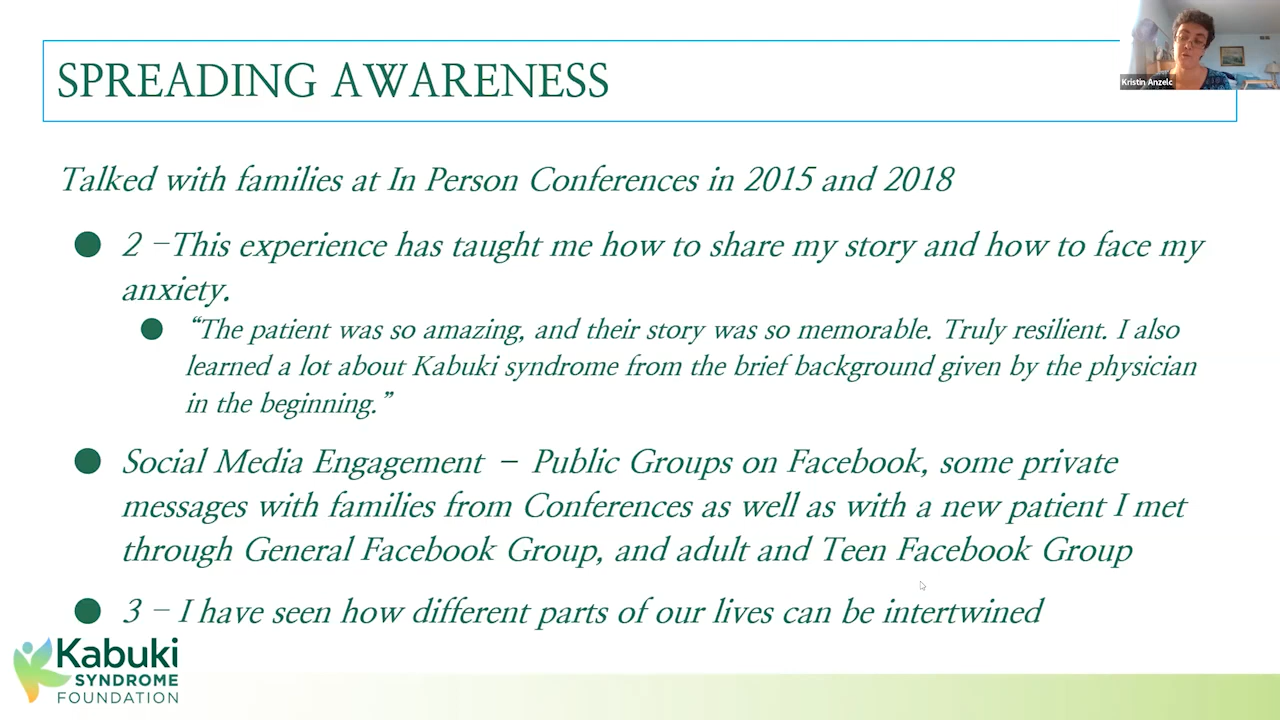 SPREADING AWARENESS
Kristin Anzelc
Talked with families at In Person Conferences in 2015 and 2018
2 –This experience has taught me how to share my story and how to face my
anxiety.
“The patient was so amazing, and their story was so memorable. Truly resilient. I also
learned a lot about Kabuki syndrome from the brief background given by the physician
in the beginning.”
Social Media Engagement – Public Groups on Facebook, some private
messages with families from Conferences as well as with a new patient I met
through General Facebook Group, and adult and Teen Facebook Group
3 – I have seen how different parts of our lives can be intertwined
Kabuki
SYNDROME
FOUNDATION